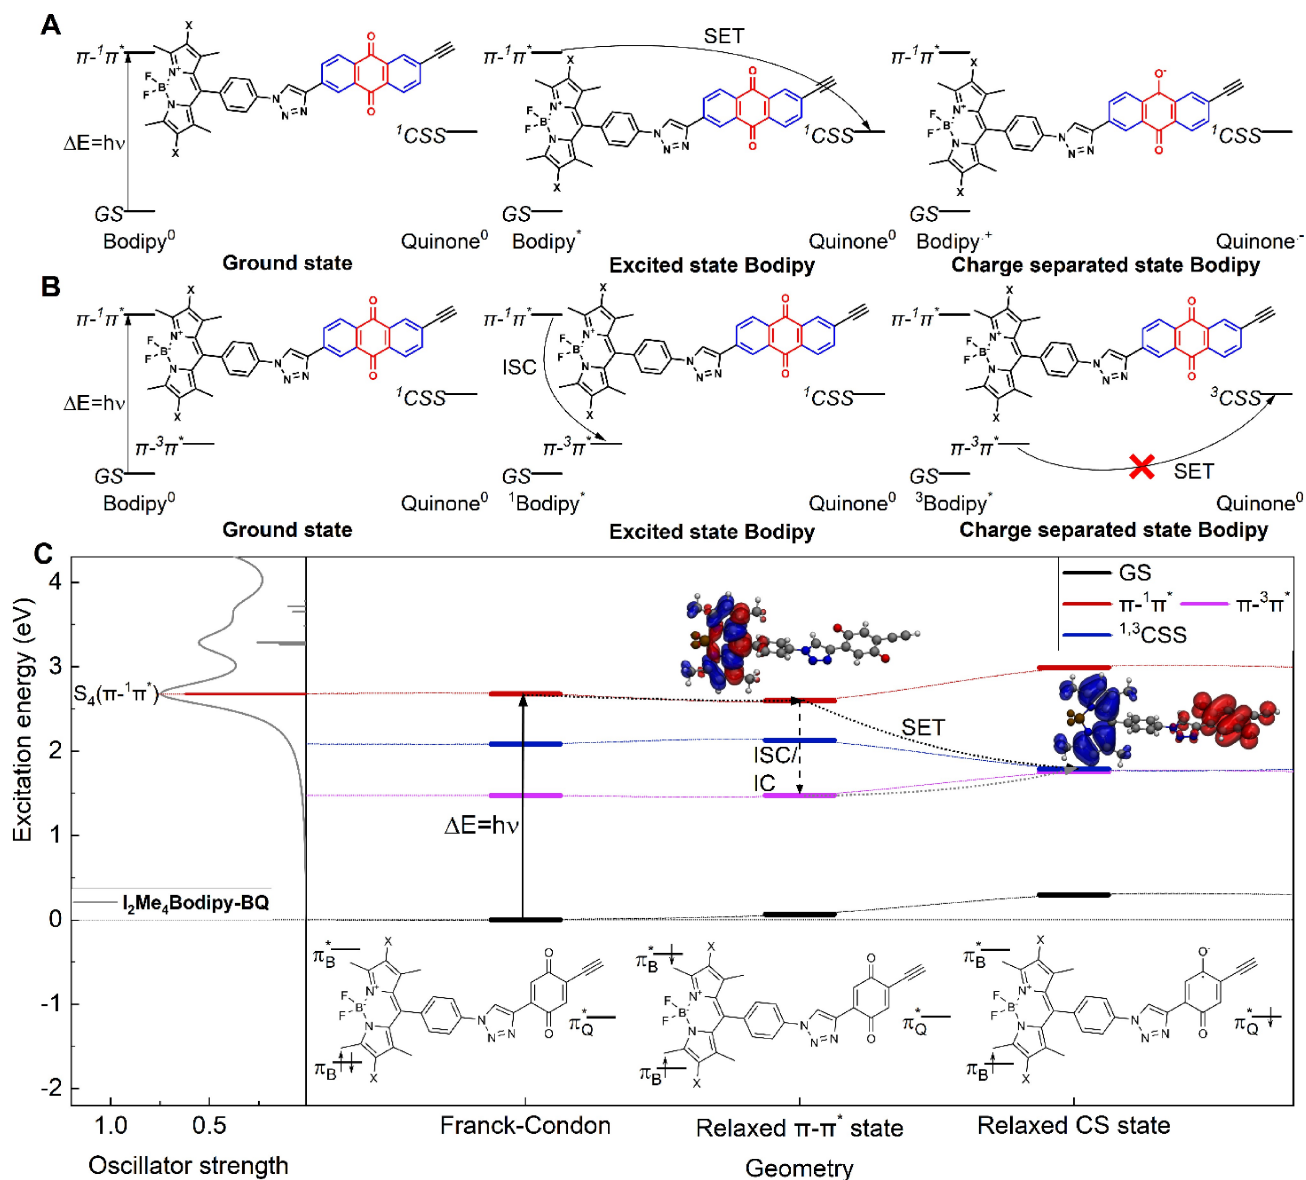 A
π-¹π*
ΔE=hν
GS
Bodipy⁰
¹CSS
Quinone⁰
Ground state
X
N⁺
F
B⁻
F
N
X
N
N=N
O
O
π-¹π*
SET
GS
Bodipy*
¹CSS
Quinone⁰
Excited state Bodipy
X
N⁺
F
B⁻
F
N
X
N
N=N
O
O
π-¹π*
GS
Bodipy·⁺
¹CSS
Quinone·⁻
Charge separated state Bodipy
X
N⁺
F
B⁻
F
N
X
N
N=N
O⁻
O
B
π-¹π*
ΔE=hν
π-³π*
GS
Bodipy⁰
¹CSS
Quinone⁰
Ground state
X
N⁺
F
B⁻
F
N
X
N
N=N
O
O
π-¹π*
ISC
π-³π*
GS
¹Bodipy*
¹CSS
Quinone⁰
Excited state Bodipy
X
N⁺
F
B⁻
F
N
X
N
N=N
O
O
π-¹π*
π-³π*
GS
³Bodipy*
³CSS
SET
Quinone⁰
Charge separated state Bodipy
X
N⁺
F
B⁻
F
N
X
N
N=N
O
O
C
Excitation energy (eV)
4
3
2
1
0
-1
-2
S₄(π-¹π*)
I₂Me₄Bodipy-BQ
GS
π-¹π*
π-³π*
¹,³CSS
ΔE=hν
ISC/
IC
SET
π*B
πB
π*Q
X
N⁺
F
B⁻
F
N
X
N
N=N
O
O
π*B
πB
π*Q
X
N⁺
F
B⁻
F
N
X
N
N=N
O
O
π*B
πB
π*Q
X
N⁺
F
B⁻
F
N
X
N
N=N
O⁻
O
1.0
0.5
Oscillator strength
Franck-Condon
Relaxed π-π* state
Relaxed CS state
Geometry